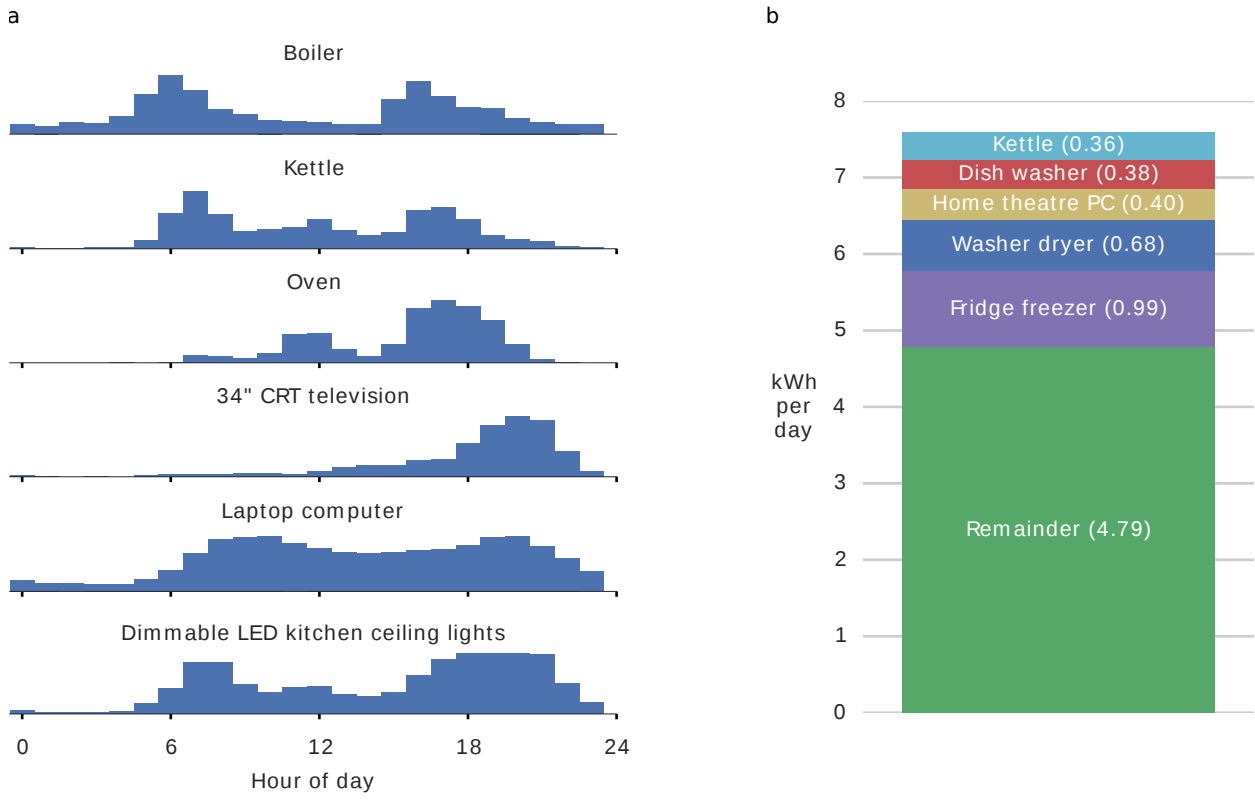 a
Boiler
Kettle
Oven
34" CRT television
Laptop computer
Dimmable LED kitchen ceiling lights
0 6 12 18 24
Hour of day
b
8
7
6
5
4
3
2
1
0
kWh
per
day
Kettle (0.36)
Dish washer (0.38)
Home theatre PC (0.40)
Washer dryer (0.68)
Fridge freezer (0.99)
Remainder (4.79)